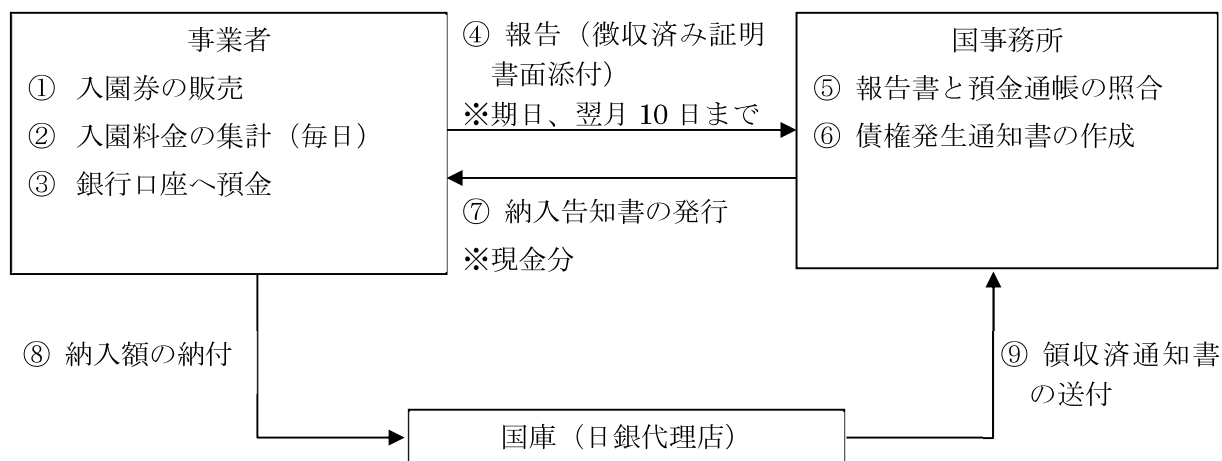 事業者
① 入園券の販売
② 入園料金の集計（毎日）
③ 銀行口座へ預金
④ 報告（徴収済み証明
書面添付）
※期日、翌月 10 日まで
⑦ 納入告知書の発行
※現金分
国事務所
⑤ 報告書と預金通帳の照合
⑥ 債権発生通知書の作成
⑧ 納入額の納付
⑨ 領収済通知書
の送付
国庫（日銀代理店）